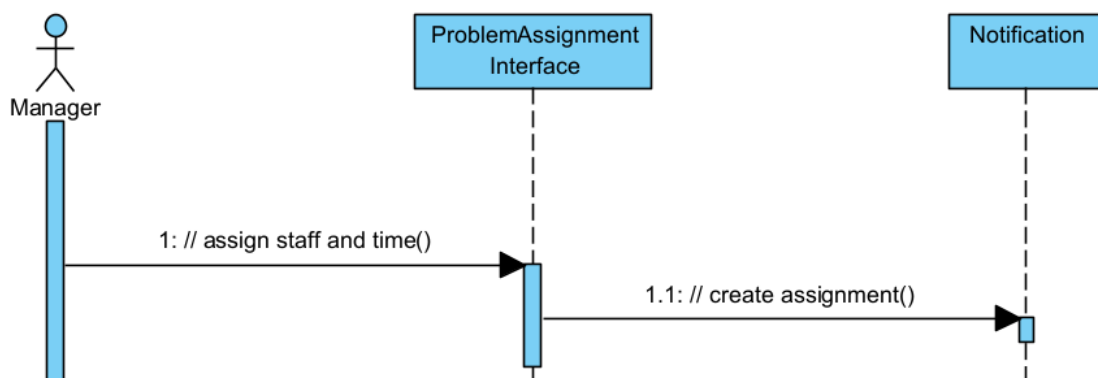 ProblemAssignment
Interface
Notification
Manager
1: // assign staff and time()
1.1: // create assignment()